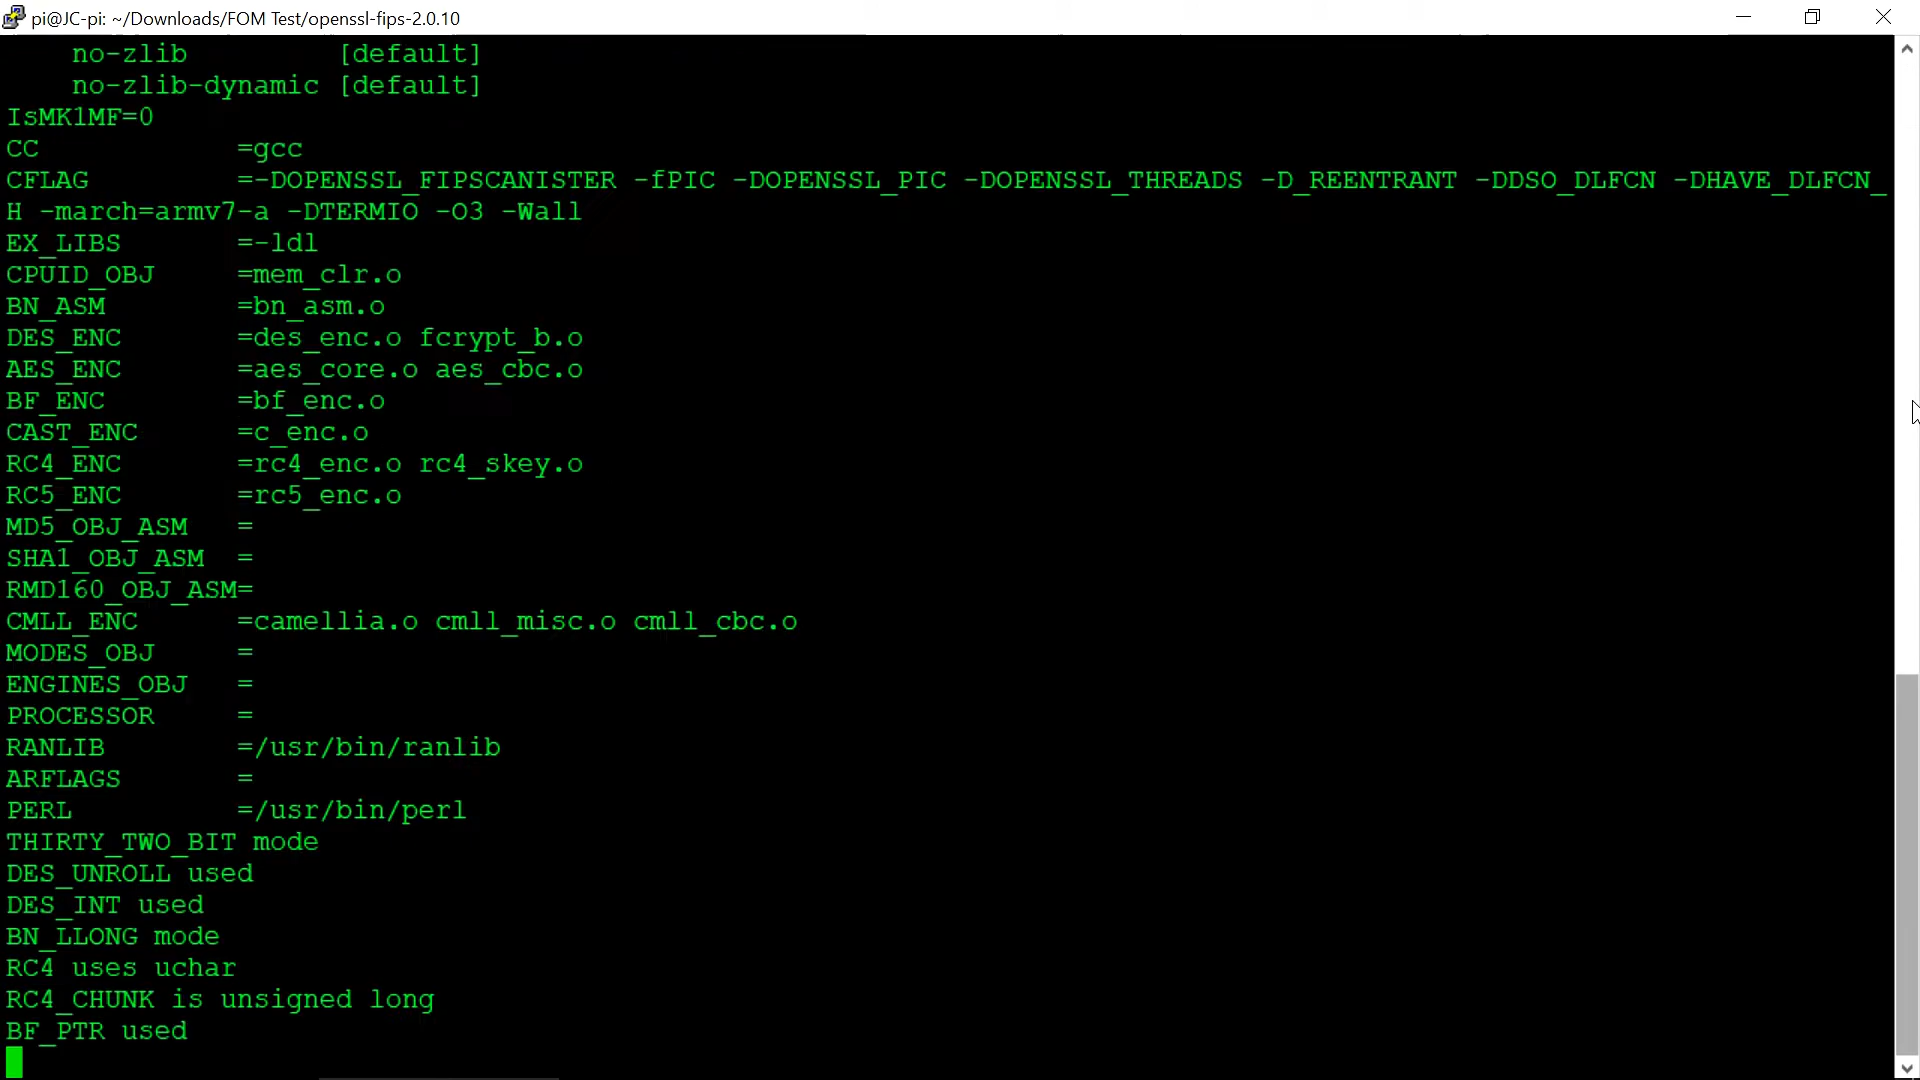 pi@JC-pi: ~/Downloads/FOM Test/openssl-fips-2.0.10
no-zlib [default]
no-zlib-dynamic [default]
IsMK1MF=0
CC =gcc
CFLAG =-DOPENSSL_FIPSCANISTER -fPIC -DOPENSSL_PIC -DOPENSSL_THREADS -D_REENTRANT -DDSO_DLFCN -DHAVE_DLFCN_
H -march=armv7-a -DTERMIO -O3 -Wall
EX_LIBS =-ldl
CPUID_OBJ =mem_clr.o
BN_ASM =bn_asm.o
DES_ENC =des_enc.o fcrypt_b.o
AES_ENC =aes_core.o aes_cbc.o
BF_ENC =bf_enc.o
CAST_ENC =c_enc.o
RC4_ENC =rc4_enc.o rc4_skey.o
RC5_ENC =rc5_enc.o
MD5_OBJ_ASM =
SHA1_OBJ_ASM =
RMD160_OBJ_ASM=
CMLL_ENC =camellia.o cmll_misc.o cmll_cbc.o
MODES_OBJ =
ENGINES_OBJ =
PROCESSOR =
RANLIB =/usr/bin/ranlib
ARFLAGS =
PERL =/usr/bin/perl
THIRTY_TWO_BIT mode
DES_UNROLL used
DES_INT used
BN_LLONG mode
RC4 uses uchar
RC4_CHUNK is unsigned long
BF_PTR used